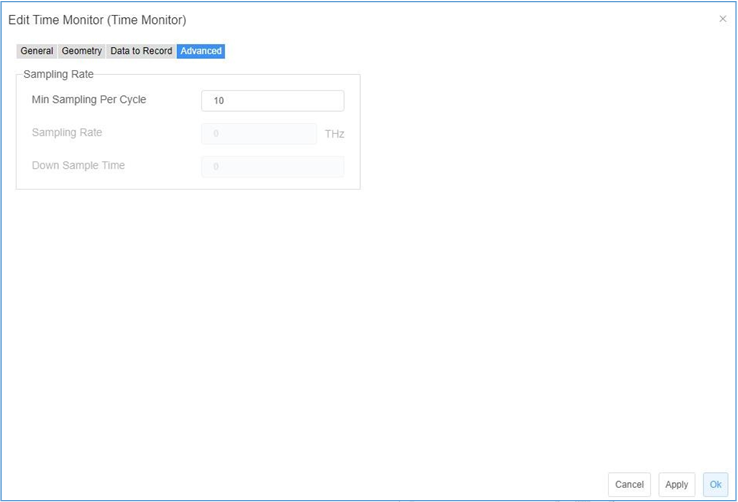 Edit Time Monitor (Time Monitor)
×
General Geometry Data to Record Advanced
Sampling Rate
Min Sampling Per Cycle 10
Sampling Rate 0 THz
Down Sample Time 0
Cancel Apply Ok